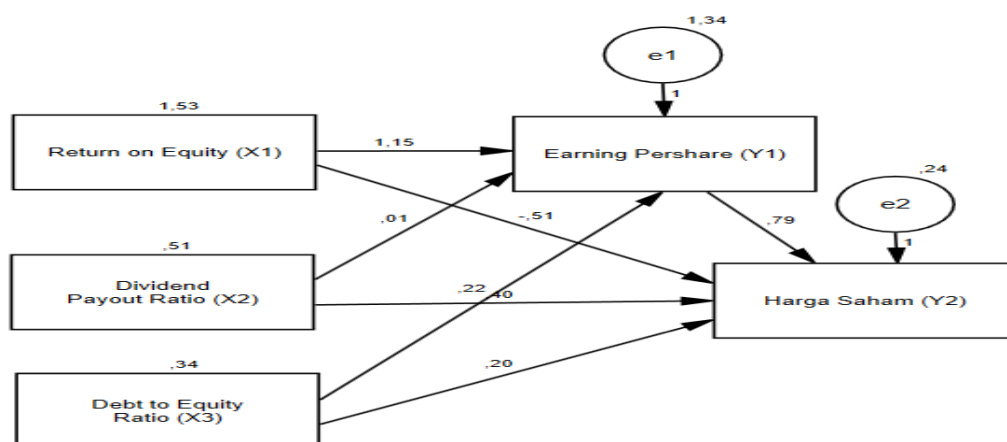 1,34
e1
1
1,53
Return on Equity (X1)
1,15
Earning Pershare (Y1)
,24
e2
1
-,51
,79
,01
,51
Dividend
Payout Ratio (X2)
,22
,40
Harga Saham (Y2)
,34
,20
Debt to Equity
Ratio (X3)